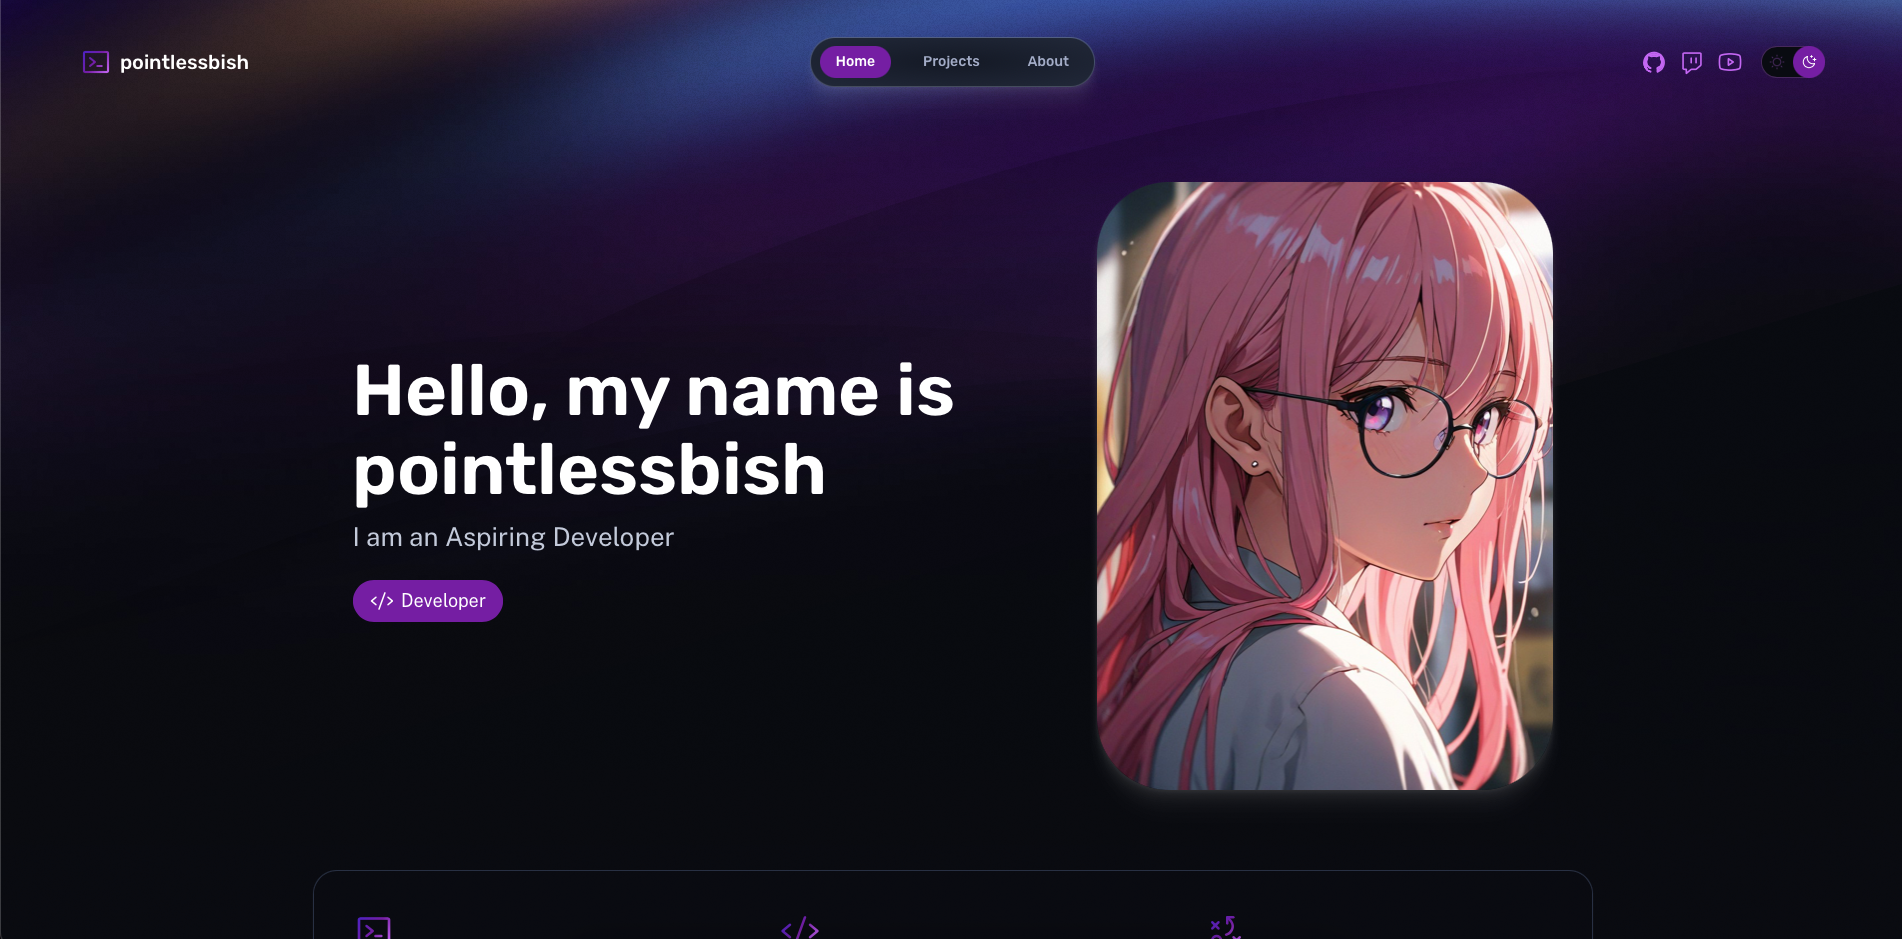 pointlessbish
Home
Projects
About
Hello, my name is
pointlessbish
I am an Aspiring Developer
</> Developer